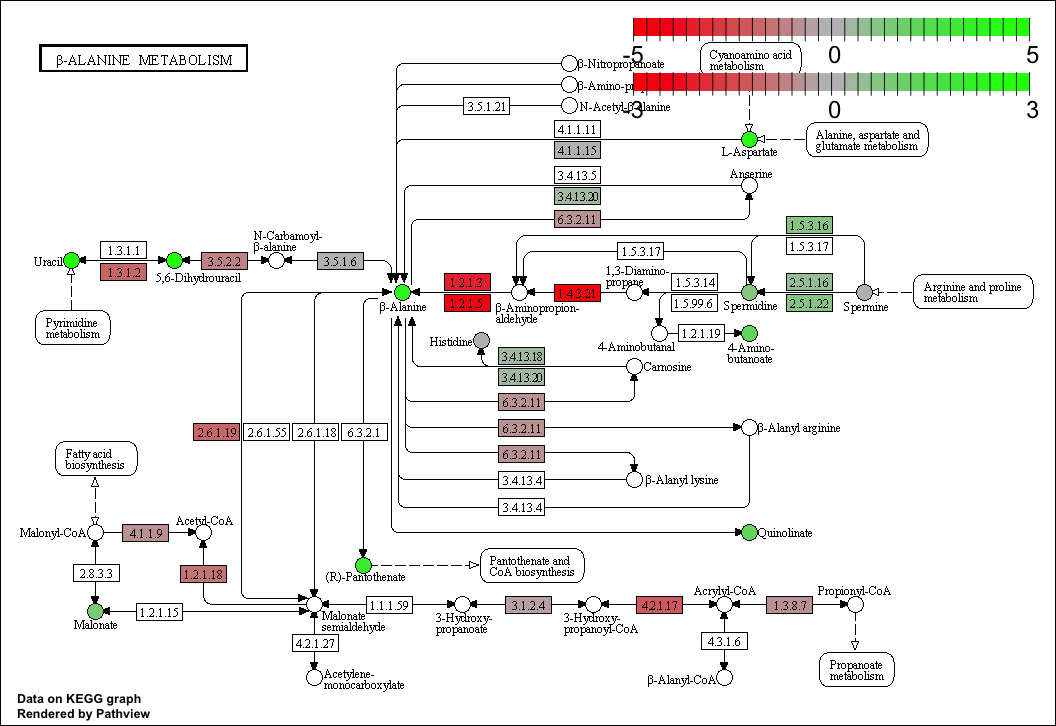 β-ALANINE METABOLISM
-5
0
5
β-Nitropropanoate
Cyanoamino acid
metabolism
-3
0
3
3.5.1.21
N-Acetyl-β-alanine
4.1.1.11
4.1.1.15
L-Aspartate
Alanine, aspartate and
glutamate metabolism
3.4.13.5
3.4.13.20
Anserine
6.3.2.11
1.5.3.16
1.5.3.17
N-Carbamoyl-
β-alanine
Uracil
1.3.1.1
1.3.1.2
5,6-Dihydrouracil
3.5.2.2
3.5.1.6
1.5.3.17
β-Alanine
1.2.1.3
1.2.1.5
β-Aminopropion-
aldehyde
1.4.3.21
1,3-Diamino-
propane
1.5.3.14
1.5.99.6
Spermidine
2.5.1.16
2.5.1.22
Spermine
Arginine and proline
metabolism
Pyrimidine
metabolism
4-Aminobutanal
1.2.1.19
4-Amino-
butanoate
Histidine
3.4.13.18
3.4.13.20
Carnosine
6.3.2.11
2.6.1.19
2.6.1.55
2.6.1.18
6.3.2.1
6.3.2.11
β-Alanyl arginine
6.3.2.11
3.4.13.4
β-Alanyl lysine
3.4.13.4
Fatty acid
biosynthesis
Malonyl-CoA
4.1.1.9
Acetyl-CoA
Quinolinate
2.8.3.3
1.2.1.18
(R)-Pantothenate
Pantothenate and
CoA biosynthesis
Malonate
1.2.1.15
Malonate
semialdehyde
1.1.1.59
3-Hydroxy-
propanoate
3.1.2.4
3-Hydroxy-
propanoyl-CoA
4.2.1.17
Acrylyl-CoA
1.3.8.7
Propionyl-CoA
4.2.1.27
4.3.1.6
Acetylene-
monocarboxylate
β-Alanyl-CoA
Propanoate
metabolism
Data on KEGG graph
Rendered by Pathview